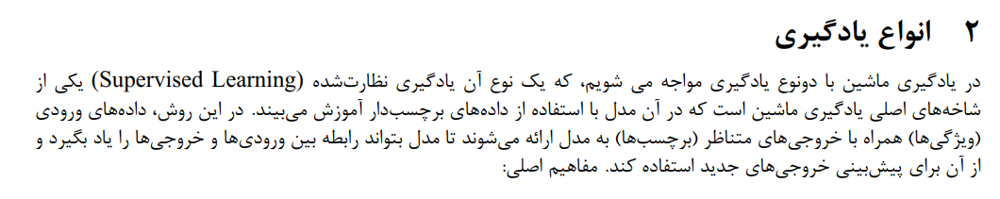 ۲ انواع یادگیری
در یادگیری ماشین با دونوع یادگیری مواجه می شویم، که یک نوع آن یادگیری نظارت‌شده (Supervised Learning) یکی از
شاخه‌های اصلی یادگیری ماشین است که در آن مدل با استفاده از داده‌های برچسب‌دار آموزش می‌بیند. در این روش، داده‌های ورودی
(ویژگی‌ها) همراه با خروجی‌های متناظر (برچسب‌ها) به مدل ارائه می‌شوند تا مدل بتواند رابطه بین ورودی‌ها و خروجی‌ها را یاد بگیرد و
از آن برای پیش‌بینی خروجی‌های جدید استفاده کند. مفاهیم اصلی: